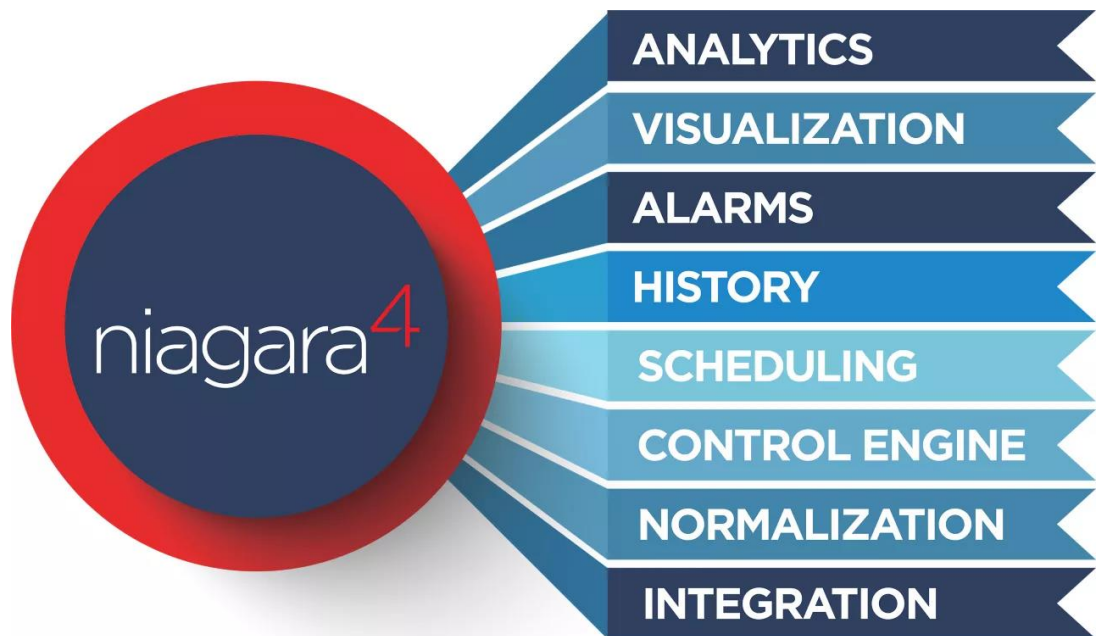 niagara4
ANALYTICS
VISUALIZATION
ALARMS
HISTORY
SCHEDULING
CONTROL ENGINE
NORMALIZATION
INTEGRATION